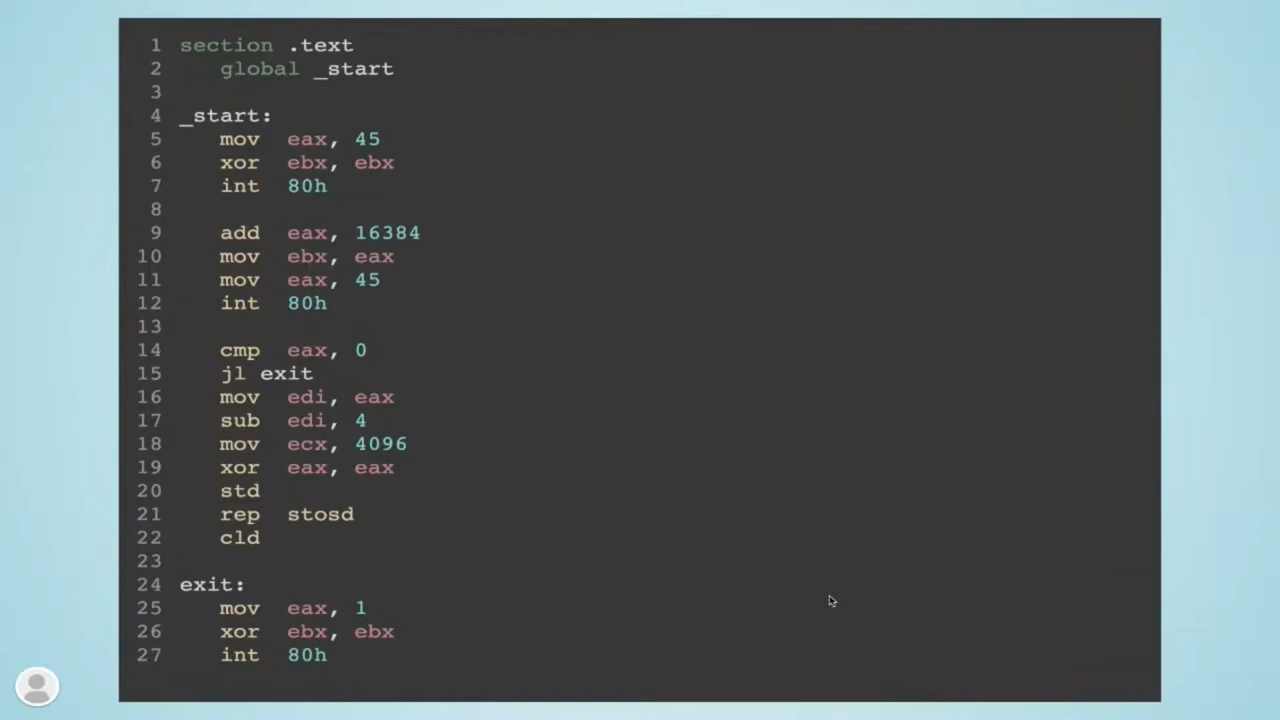 1 section .text
2 global _start
3
4 _start:
5 mov eax, 45
6 xor ebx, ebx
7 int 80h
8
9 add eax, 16384
10 mov ebx, eax
11 mov eax, 45
12 int 80h
13
14 cmp eax, 0
15 jl exit
16 mov edi, eax
17 sub edi, 4
18 mov ecx, 4096
19 xor eax, eax
20 std
21 rep stosd
22 cld
23
24 exit:
25 mov eax, 1
26 xor ebx, ebx
27 int 80h